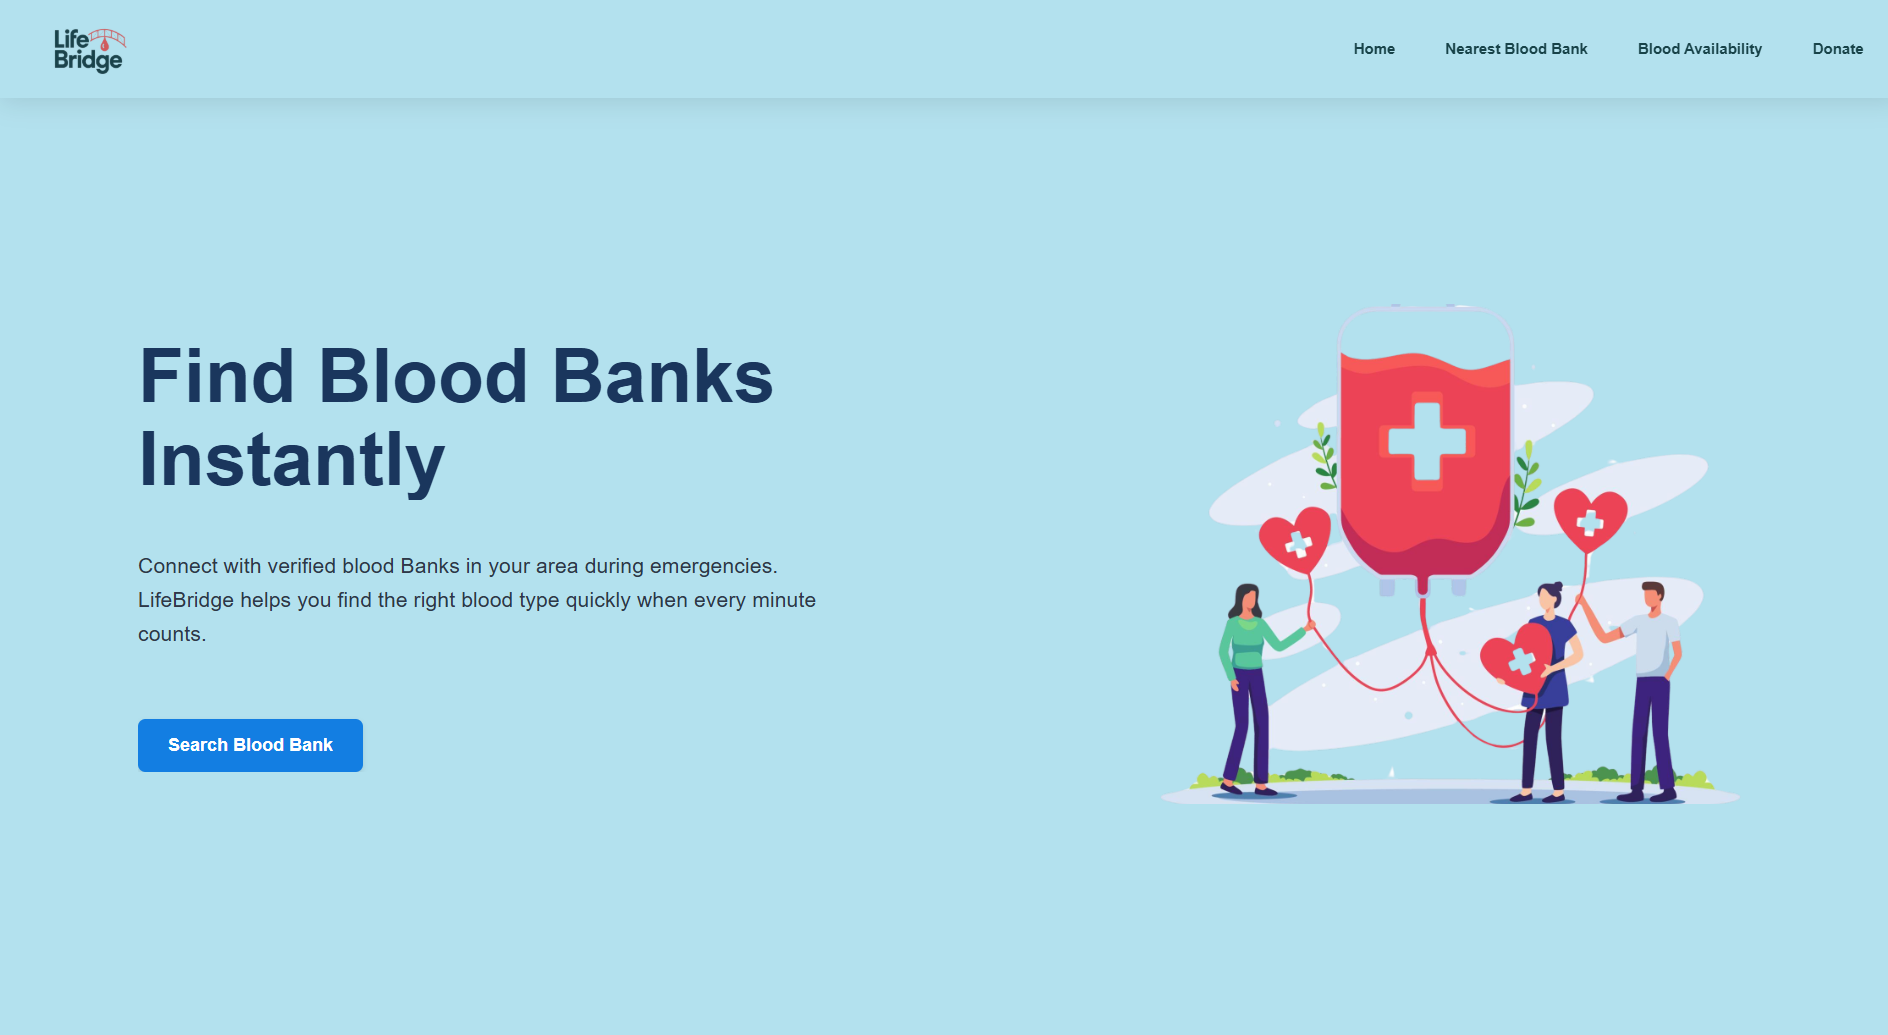 Life
Bridge
Home
Nearest Blood Bank
Blood Availability
Donate
Find Blood Banks
Instantly
Connect with verified blood Banks in your area during emergencies.
LifeBridge helps you find the right blood type quickly when every minute
counts.
Search Blood Bank